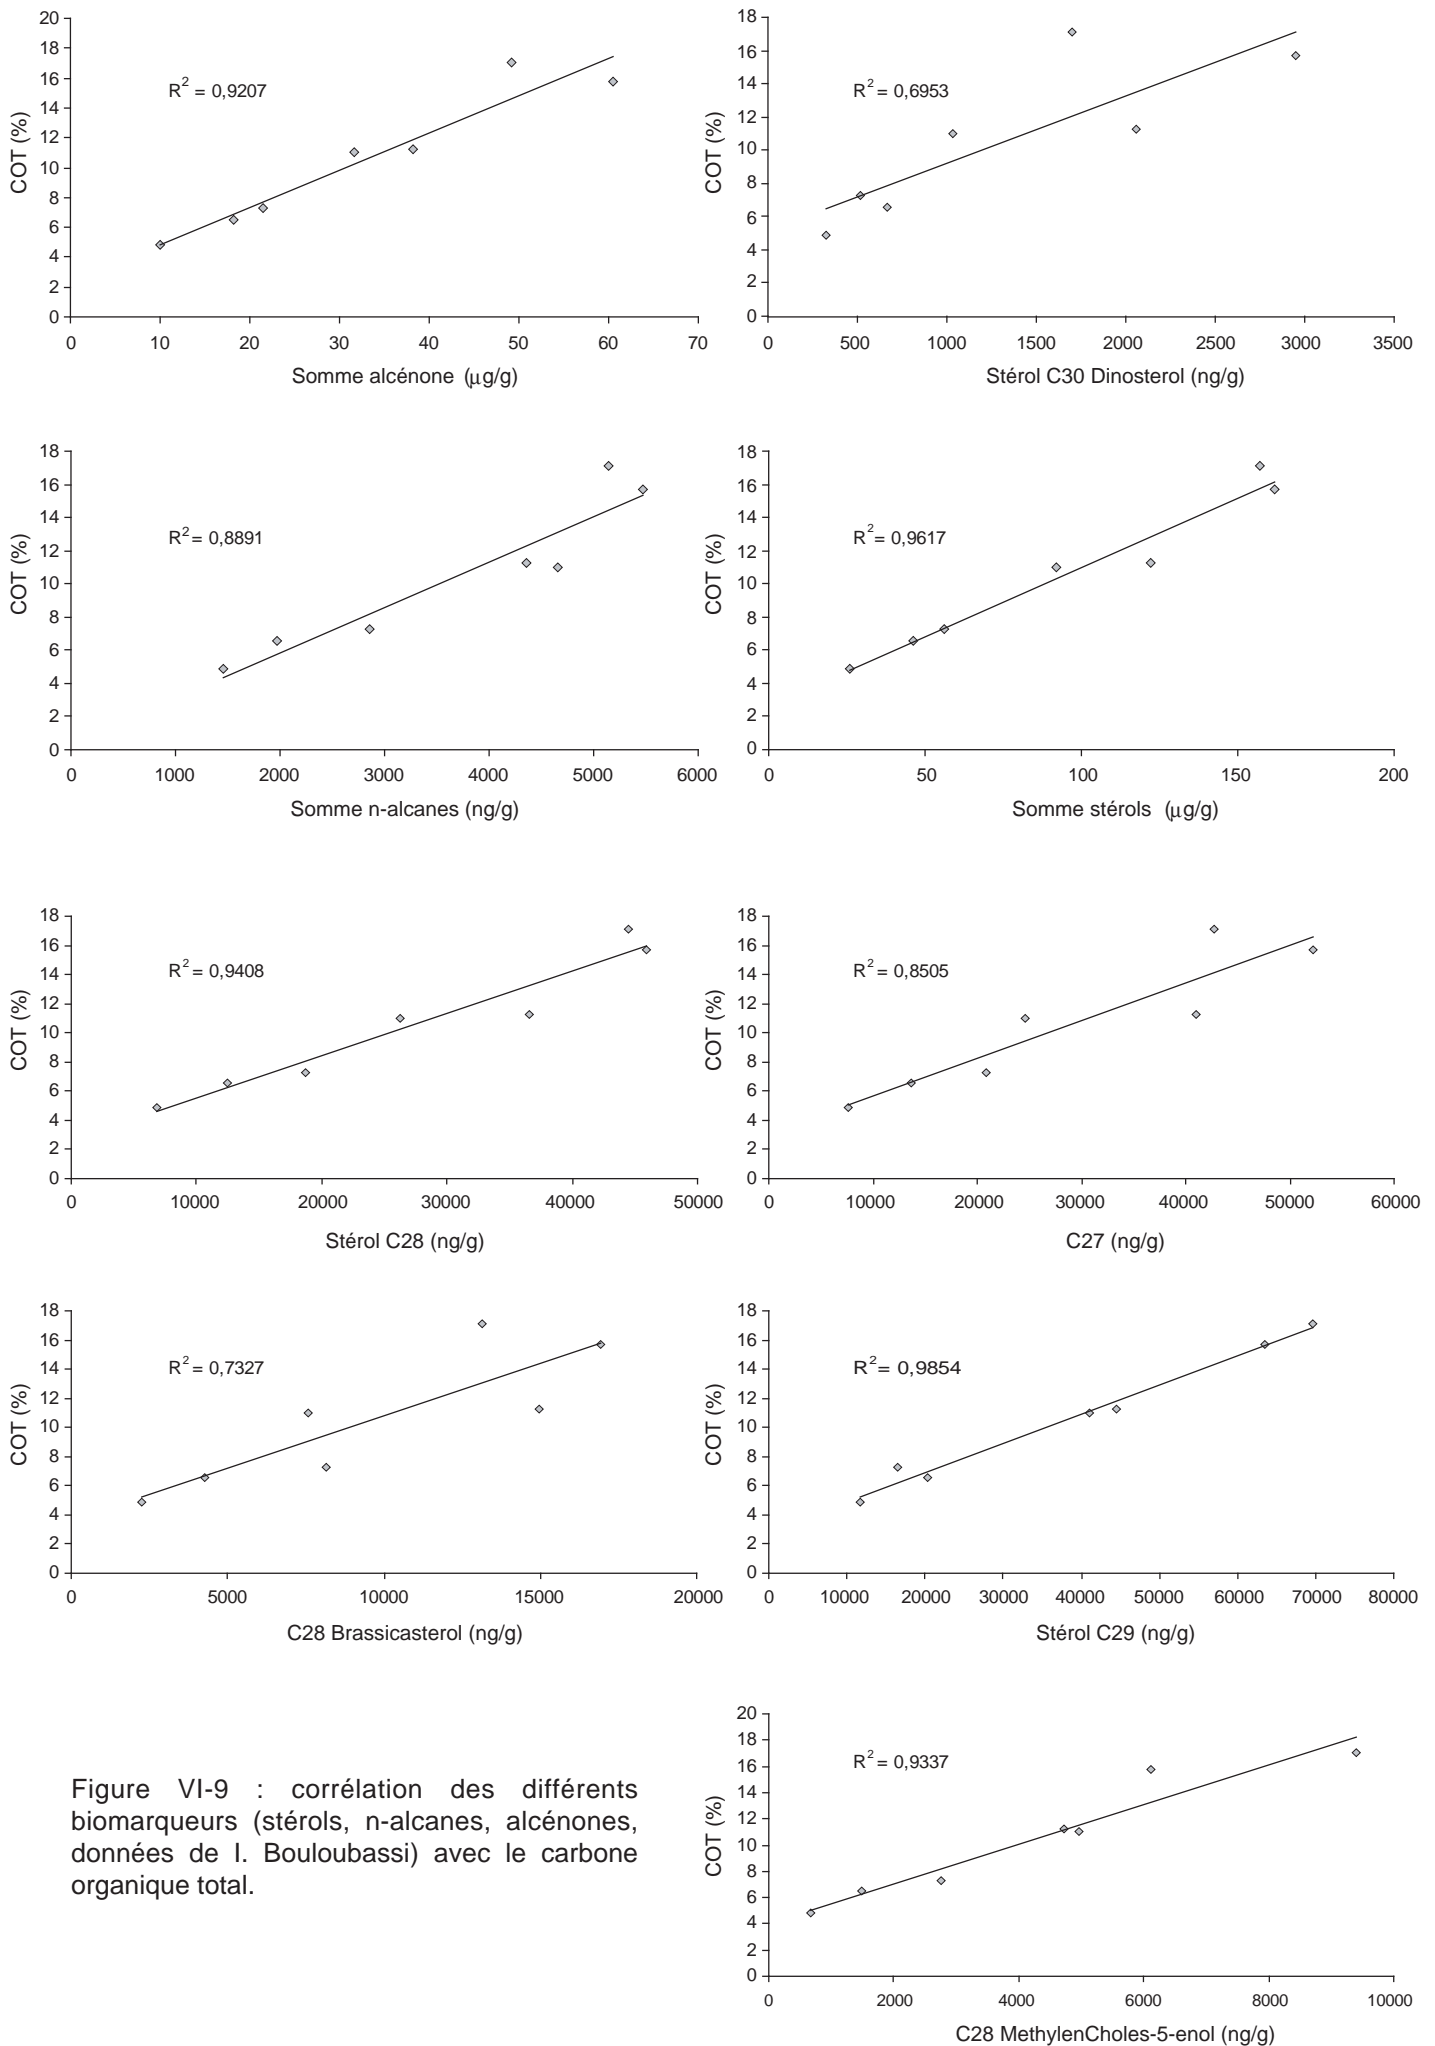 20
18
16
14
12
10
8
6
4
2
0
COT (%)
R2 = 0,9207
0 10 20 30 40 50 60 70
Somme alcénone (µg/g)
18
16
14
12
10
8
6
4
2
0
COT (%)
R2 = 0,6953
0 500 1000 1500 2000 2500 3000 3500
Stérol C30 Dinosterol (ng/g)
18
16
14
12
10
8
6
4
2
0
COT (%)
R2 = 0,8891
0 1000 2000 3000 4000 5000 6000
Somme n-alcanes (ng/g)
18
16
14
12
10
8
6
4
2
0
COT (%)
R2 = 0,9617
0 50 100 150 200
Somme stérols (µg/g)
18
16
14
12
10
8
6
4
2
0
COT (%)
R2 = 0,9408
0 10000 20000 30000 40000 50000
Stérol C28 (ng/g)
18
16
14
12
10
8
6
4
2
0
COT (%)
R2 = 0,8505
0 10000 20000 30000 40000 50000 60000
C27 (ng/g)
18
16
14
12
10
8
6
4
2
0
COT (%)
R2 = 0,7327
0 5000 10000 15000 20000
C28 Brassicasterol (ng/g)
18
16
14
12
10
8
6
4
2
0
COT (%)
R2 = 0,9854
0 10000 20000 30000 40000 50000 60000 70000 80000
Stérol C29 (ng/g)
20
18
16
14
12
10
8
6
4
2
0
COT (%)
R2 = 0,9337
0 2000 4000 6000 8000 10000
C28 MethylenCholes-5-enol (ng/g)
Figure VI-9 : corrélation des différents
biomarqueurs (stérols, n-alcanes, alcénones,
données de I. Bouloubassi) avec le carbone
organique total.